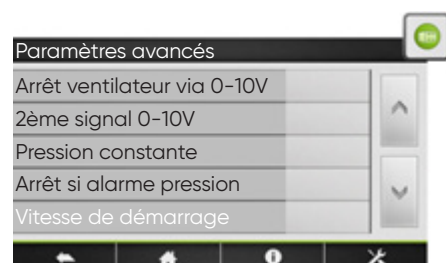 Paramètres avancés
Arrêt ventilateur via 0-10V
2ème signal 0-10V
Pression constante
Arrêt si alarme pression
Vitesse de démarrage